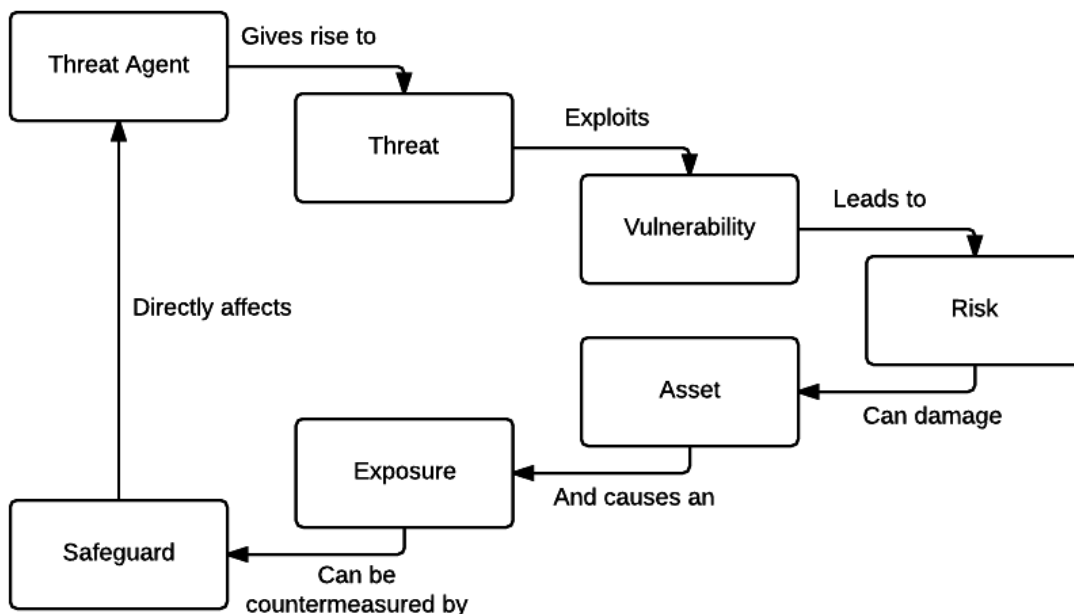 Threat Agent
Gives rise to
Threat
Exploits
Vulnerability
Leads to
Risk
Can damage
Asset
And causes an
Exposure
Can be
countermeasured by
Safeguard
Directly affects